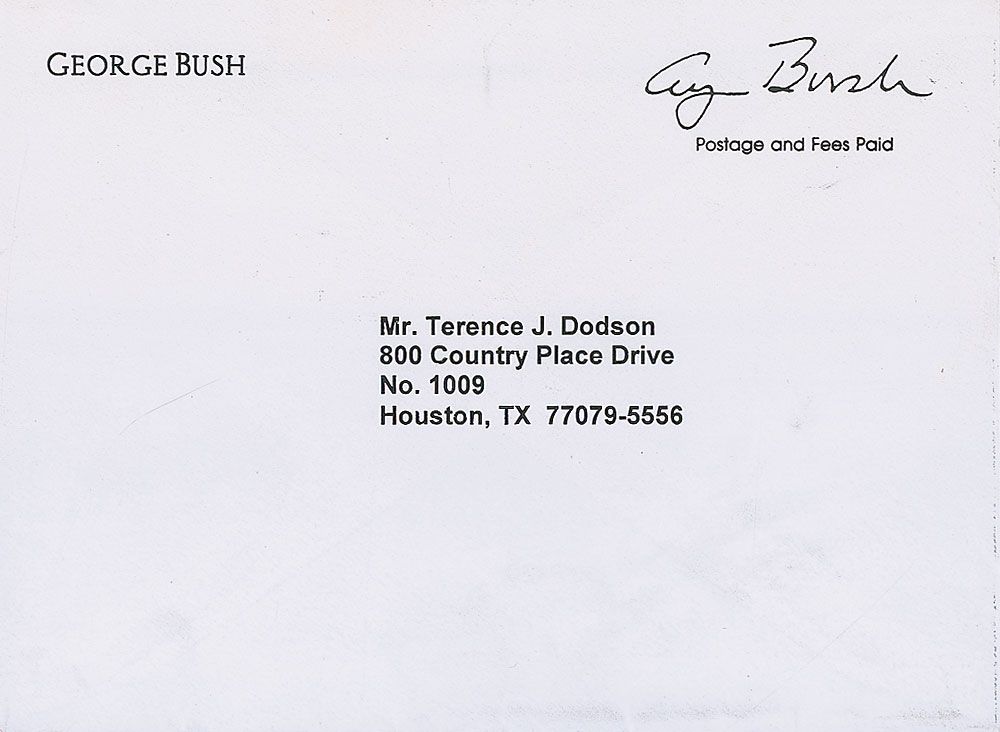 GEORGE BUSH
G Bush
Postage and Fees Paid
Mr. Terence J. Dodson
800 Country Place Drive
No. 1009
Houston, TX 77079-5556